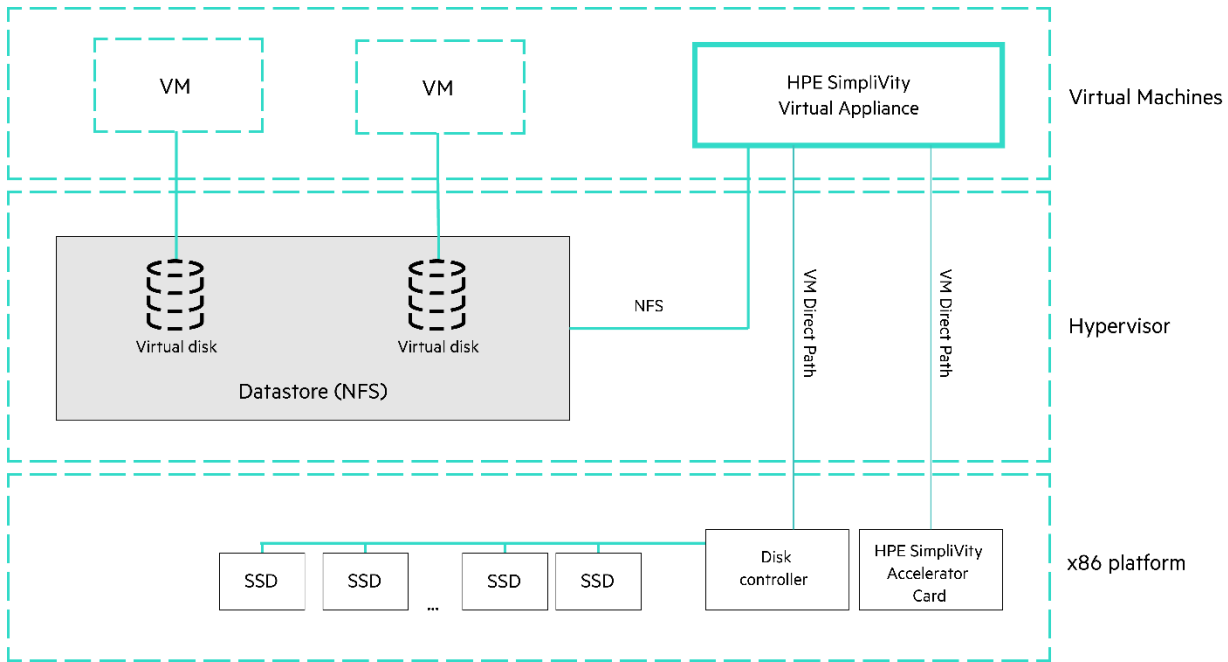 VM
VM
HPE SimpliVity
Virtual Appliance
Virtual Machines
Virtual disk
Virtual disk
Datastore (NFS)
NFS
VM Direct Path
VM Direct Path
Hypervisor
SSD
SSD
...
SSD
SSD
Disk
controller
HPE SimpliVity
Accelerator
Card
x86 platform